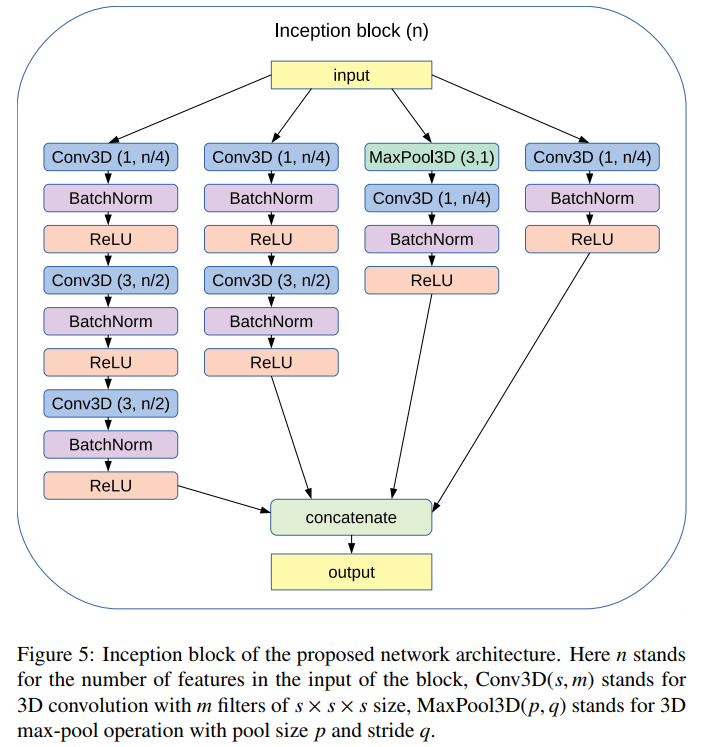 Inception block (n)
input
Conv3D (1, n/4)
BatchNorm
ReLU
Conv3D (3, n/2)
BatchNorm
ReLU
Conv3D (3, n/2)
BatchNorm
ReLU
Conv3D (1, n/4)
BatchNorm
ReLU
Conv3D (3, n/2)
BatchNorm
ReLU
MaxPool3D (3,1)
Conv3D (1, n/4)
BatchNorm
ReLU
Conv3D (1, n/4)
BatchNorm
ReLU
concatenate
output
Figure 5: Inception block of the proposed network architecture. Here n stands
for the number of features in the input of the block, Conv3D(s, m) stands for
3D convolution with m filters of s × s × s size, MaxPool3D(p, q) stands for 3D
max-pool operation with pool size p and stride q.